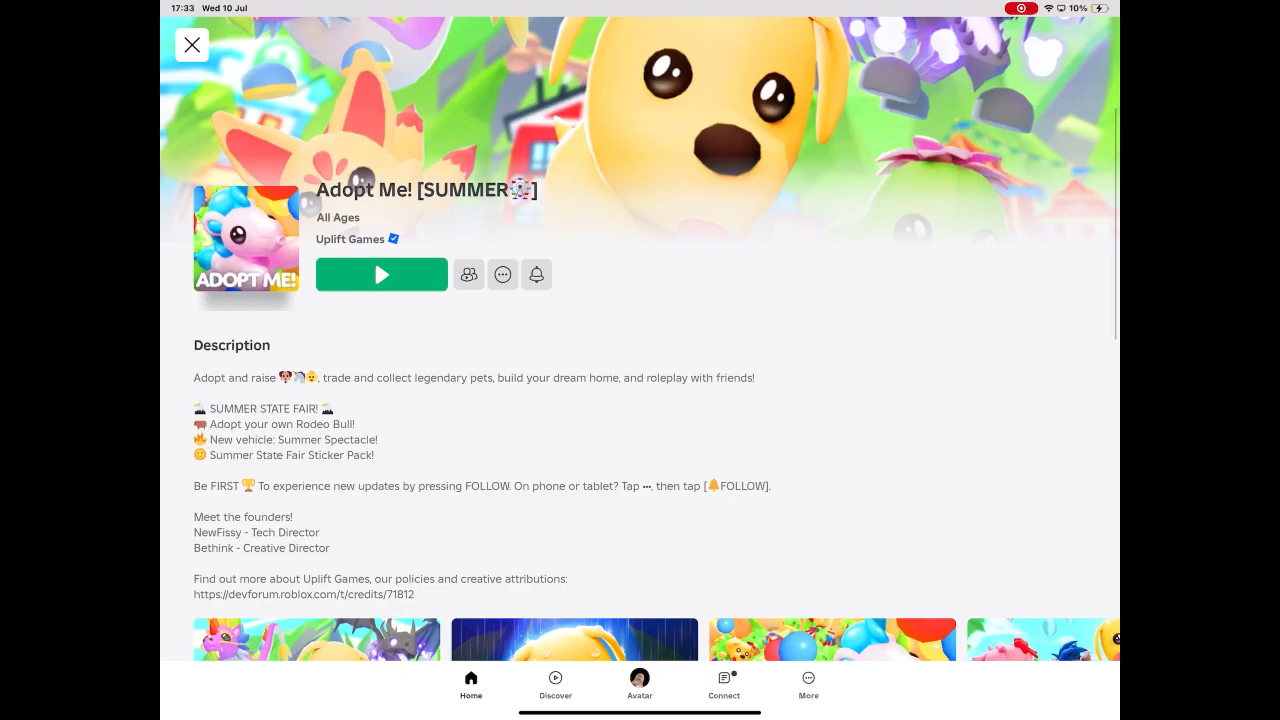 17:33 Wed 10 Jul 10%
Adopt Me! [SUMMER🎡]
All Ages
Uplift Games
ADOPT ME!
Description
Adopt and raise 🐶🦄👶, trade and collect legendary pets, build your dream home, and roleplay with friends!
SUMMER STATE FAIR!
🐂 Adopt your own Rodeo Bull!
🔥 New vehicle: Summer Spectacle!
🌞 Summer State Fair Sticker Pack!
Be FIRST 🏆 To experience new updates by pressing FOLLOW. On phone or tablet? Tap •••, then tap [🔔FOLLOW].
Meet the founders!
NewFissy - Tech Director
Bethink - Creative Director
Find out more about Uplift Games, our policies and creative attributions:
https://devforum.roblox.com/t/credits/71812
Home Discover Avatar Connect More